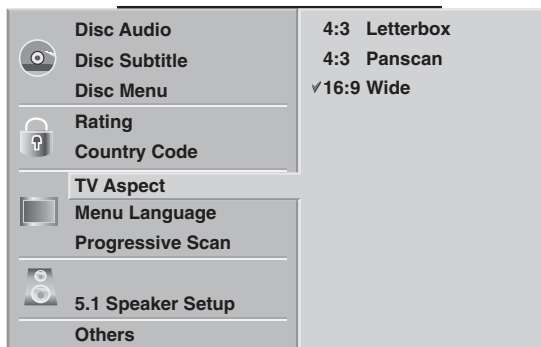 Disc Audio
Disc Subtitle
Disc Menu
Rating
Country Code
TV Aspect
Menu Language
Progressive Scan
5.1 Speaker Setup
Others
4:3 Letterbox
4:3 Panscan
✓16:9 Wide